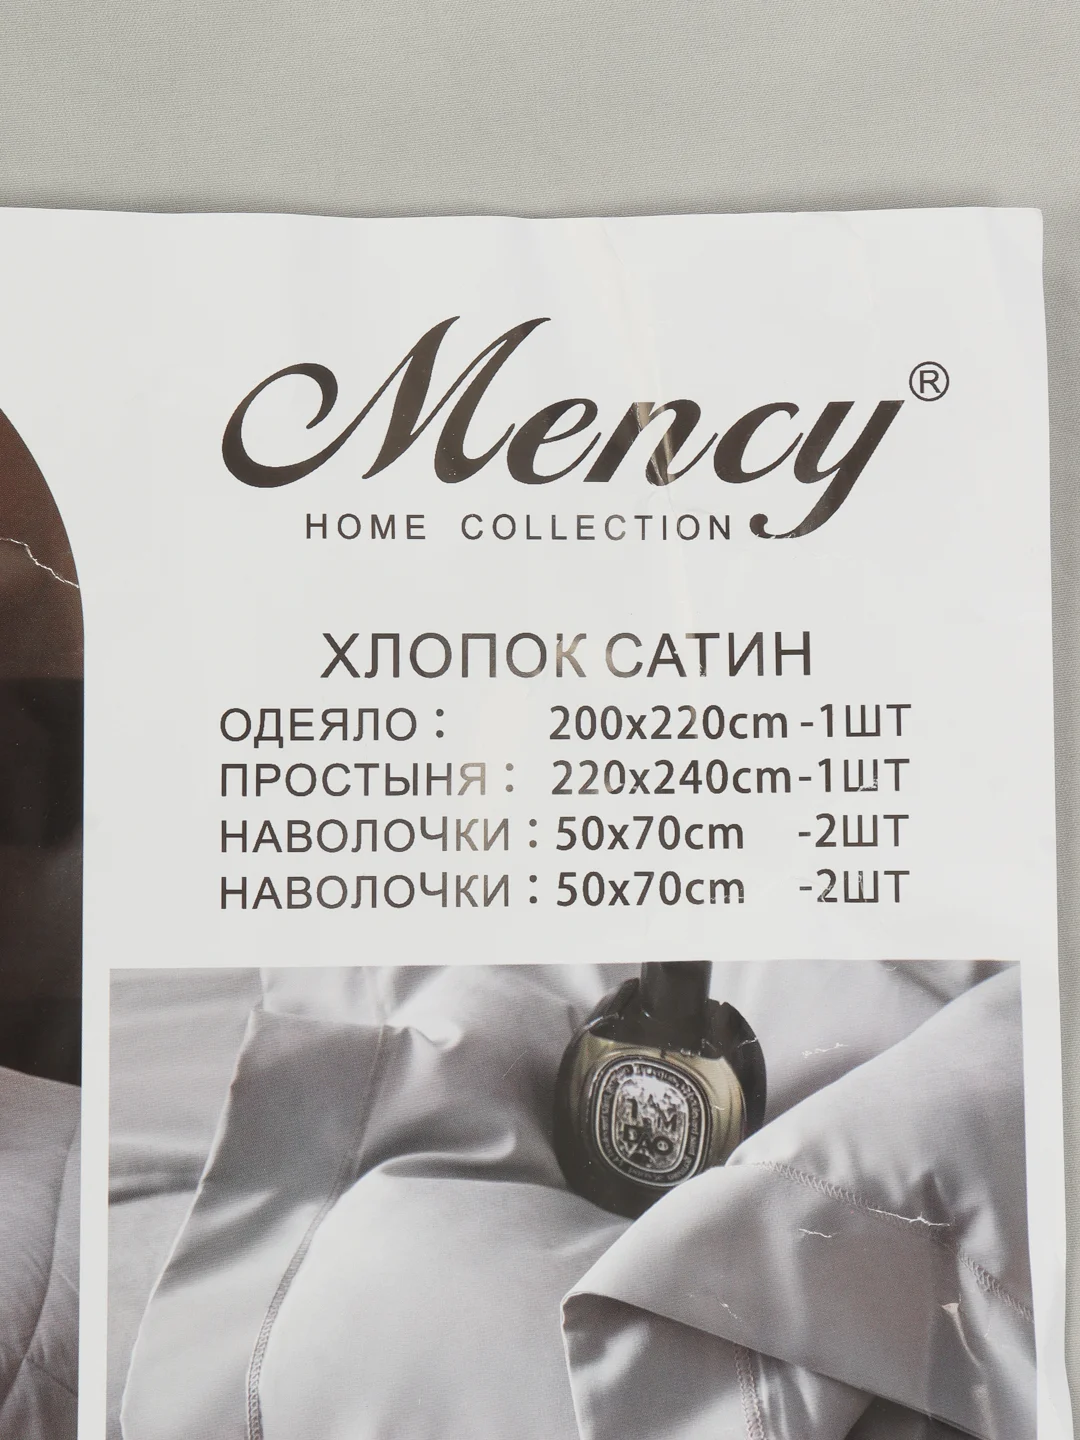 Mency®
HOME COLLECTION
ХЛОПОК САТИН
ОДЕЯЛО: 200x220cm -1ШТ
ПРОСТЫНЯ: 220x240cm-1ШТ
НАВОЛОЧКИ: 50x70cm -2ШТ
НАВОЛОЧКИ: 50x70cm -2ШТ